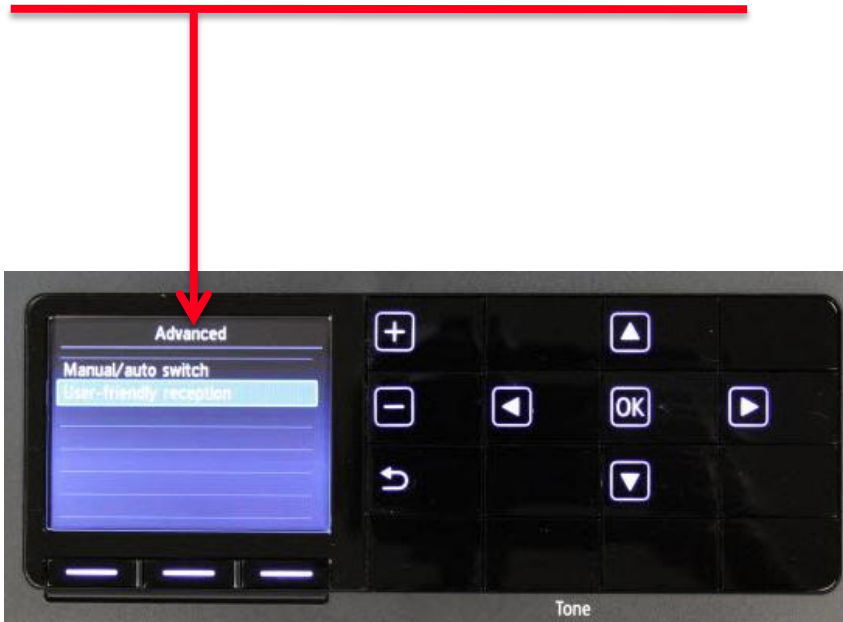 Advanced
Manual/auto switch
User-friendly reception
OK
Tone